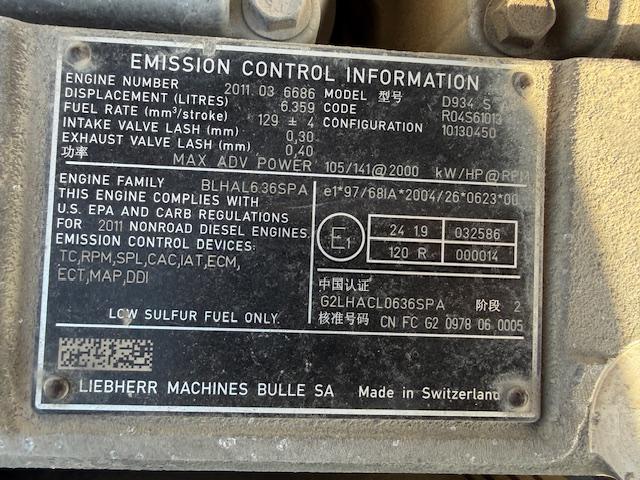 EMISSION CONTROL INFORMATION
ENGINE NUMBER 2011 03 6686
DISPLACEMENT (LITRES) 6.359
FUEL RATE (mm³/stroke) 129 ± 4
INTAKE VALVE LASH (mm) 0,30
EXHAUST VALVE LASH (mm) 0,40
MODEL 型号 D934 S
CODE R04S61013
CONFIGURATION 10130450
功率 MAX ADV POWER 105/141@2000 kW/HP@RPM
ENGINE FAMILY BLHAL6.36SPA
THIS ENGINE COMPLIES WITH
U.S. EPA AND CARB REGULATIONS
FOR 2011 NONROAD DIESEL ENGINES.
EMISSION CONTROL DEVICES:
TC,RPM,SPL,CAC,IAT,ECM,
ECT,MAP,DDI
LOW SULFUR FUEL ONLY
e1*97/68IA*2004/26*0623*00
E1
24 1.9 032586
120 R 000014
中国认证
G2LHACL0636SPA 阶段 2
核准号码 CN FC G2 0978 06 0005
LIEBHERR MACHINES BULLE SA Made in Switzerland